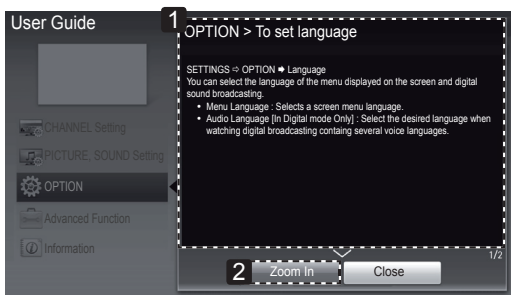 User Guide
1
OPTION > To set language
SETTINGS ⇨ OPTION ➡ Language
You can select the language of the menu displayed on the screen and digital
sound broadcasting.
• Menu Language : Selects a screen menu language.
• Audio Language [In Digital mode Only] : Select the desired language when
watching digital broadcasting containg several voice languages.
CHANNEL Setting
PICTURE, SOUND Setting
OPTION
Advanced Function
Information
1/2
2
Zoom In
Close